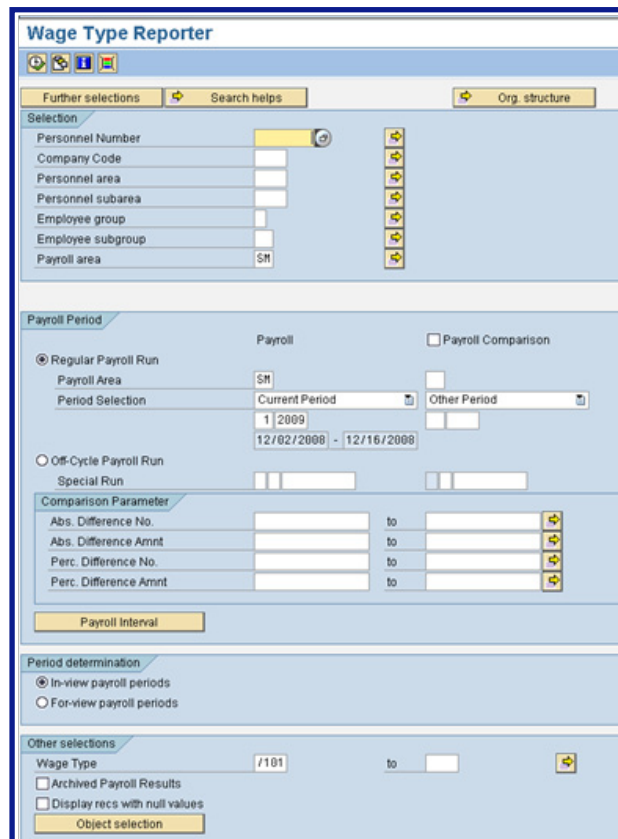 Wage Type Reporter
Further selections Search helps Org. structure
Selection
Personnel Number
Company Code
Personnel area
Personnel subarea
Employee group
Employee subgroup
Payroll area SM
Payroll Period
Payroll Payroll Comparison
Regular Payroll Run
Payroll Area SM
Period Selection Current Period Other Period
1 2009
12/02/2008 - 12/16/2008
Off-Cycle Payroll Run
Special Run
Comparison Parameter
Abs. Difference No. to
Abs. Difference Amnt to
Perc. Difference No. to
Perc. Difference Amnt to
Payroll Interval
Period determination
In-view payroll periods
For-view payroll periods
Other selections
Wage Type /101 to
Archived Payroll Results
Display recs with null values
Object selection